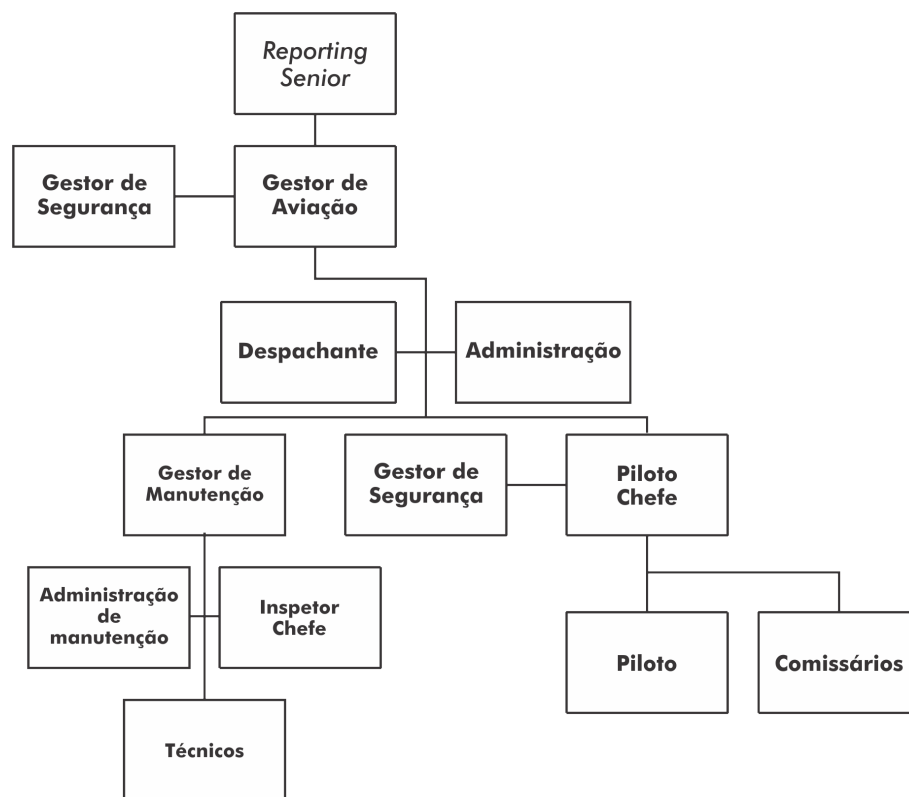 Reporting
Senior
Gestor de
Segurança
Gestor de
Aviação
Despachante
Administração
Gestor de
Manutenção
Gestor de
Segurança
Piloto
Chefe
Administração
de
manutenção
Inspetor
Chefe
Piloto
Comissários
Técnicos